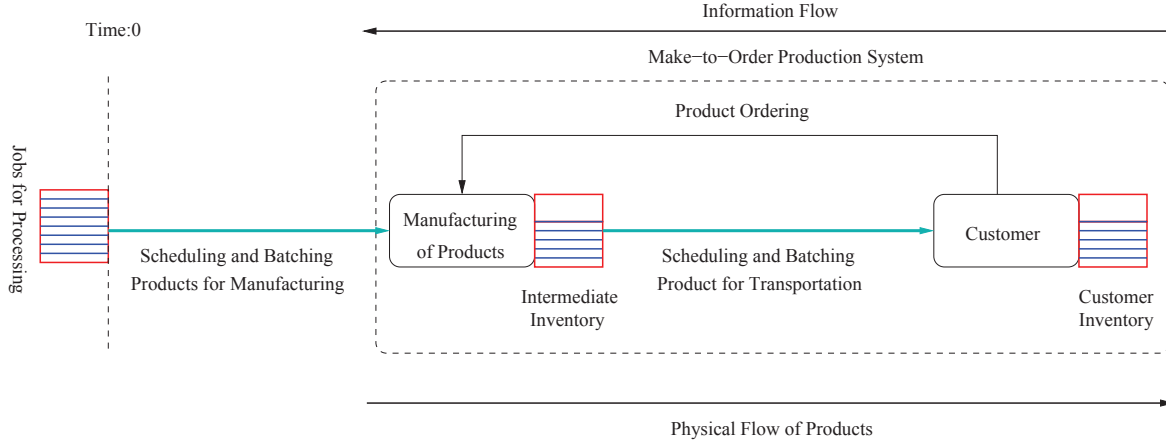 Time:0
Information Flow
Make−to−Order Production System
Product Ordering
Jobs for Processing
Manufacturing
of Products
Customer
Scheduling and Batching
Products for Manufacturing
Scheduling and Batching
Product for Transportation
Intermediate
Inventory
Customer
Inventory
Physical Flow of Products